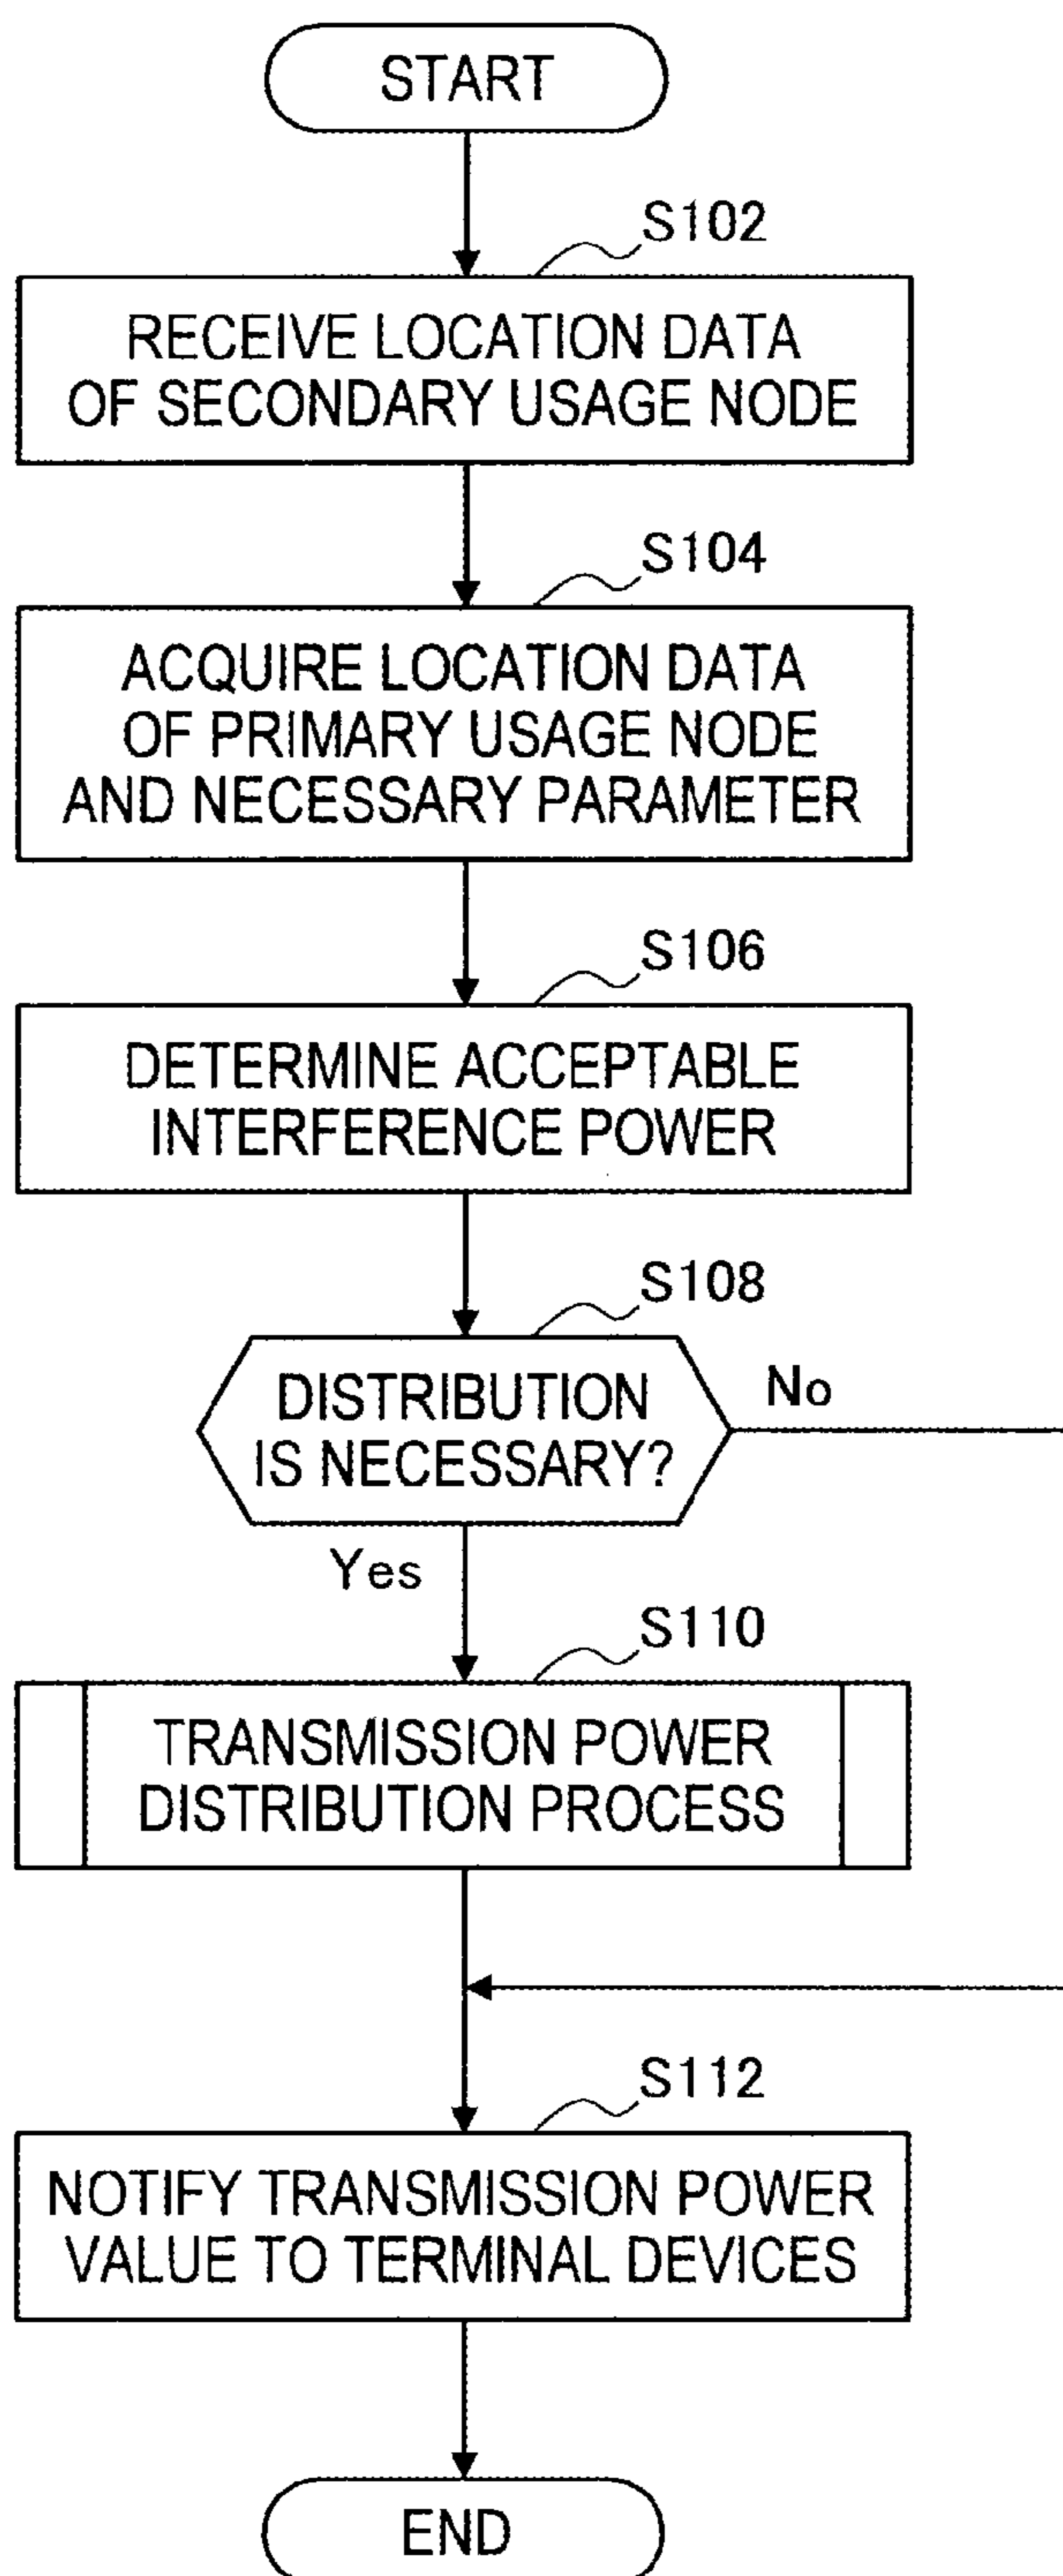 START
S102
RECEIVE LOCATION DATA
OF SECONDARY USAGE NODE
S104
ACQUIRE LOCATION DATA
OF PRIMARY USAGE NODE
AND NECESSARY PARAMETER
S106
DETERMINE ACCEPTABLE
INTERFERENCE POWER
S108
DISTRIBUTION
IS NECESSARY?
No
Yes
S110
TRANSMISSION POWER
DISTRIBUTION PROCESS
S112
NOTIFY TRANSMISSION POWER
VALUE TO TERMINAL DEVICES
END